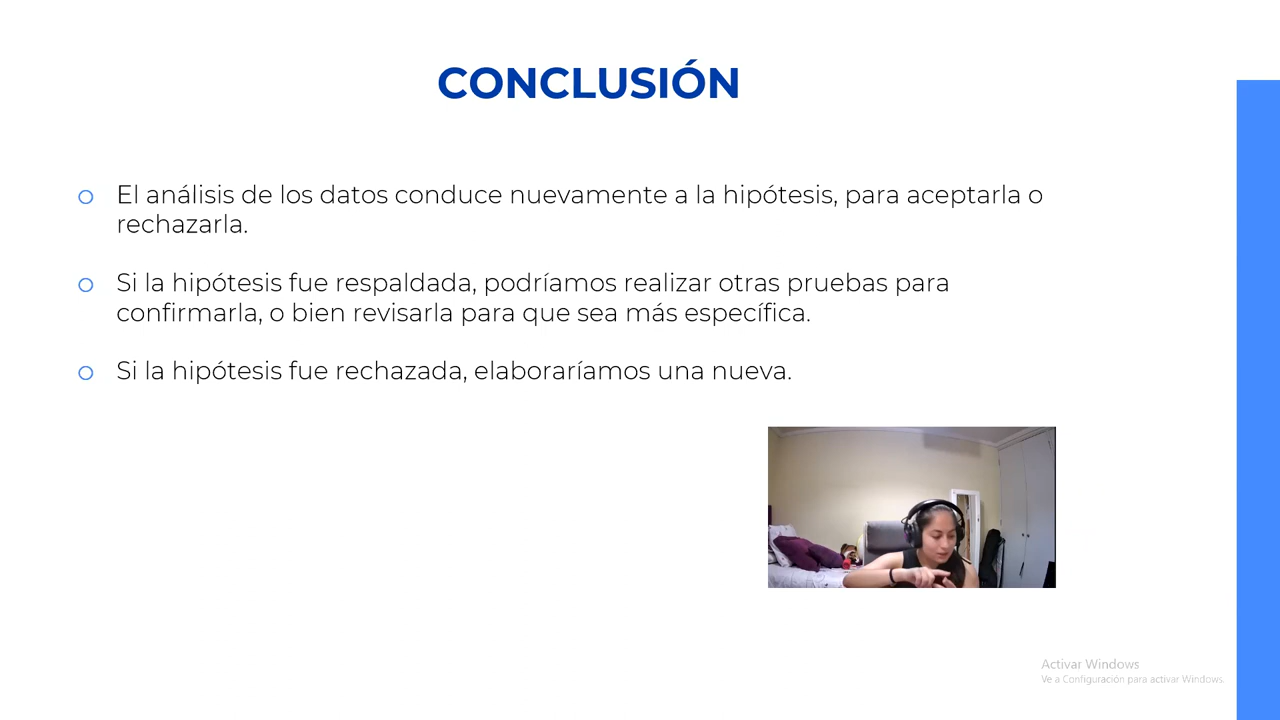 CONCLUSIÓN
El análisis de los datos conduce nuevamente a la hipótesis, para aceptarla o
rechazarla.
Si la hipótesis fue respaldada, podríamos realizar otras pruebas para
confirmarla, o bien revisarla para que sea más específica.
Si la hipótesis fue rechazada, elaboraríamos una nueva.
Activar Windows
Ve a Configuración para activar Windows.